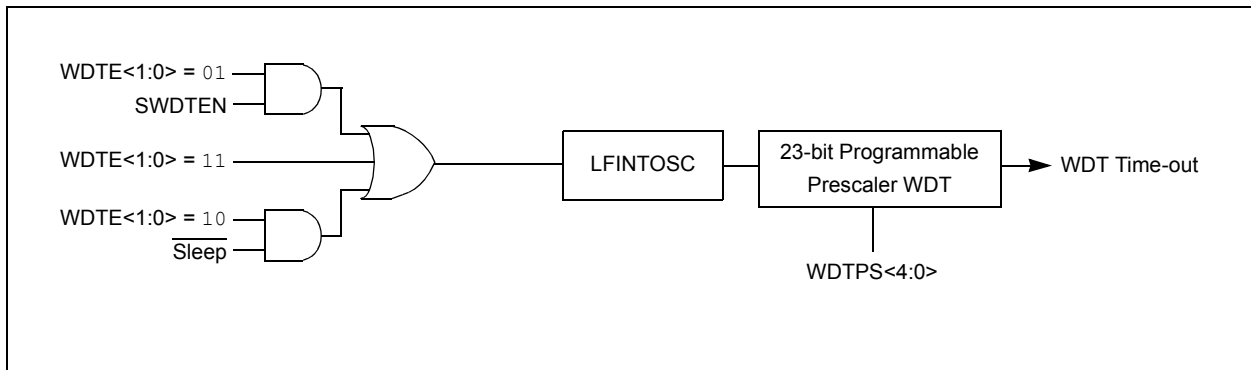 WDTE<1:0> = 01
SWDTEN
WDTE<1:0> = 11
WDTE<1:0> = 10
Sleep
LFINTOSC
23-bit Programmable
Prescaler WDT
WDT Time-out
WDTPS<4:0>